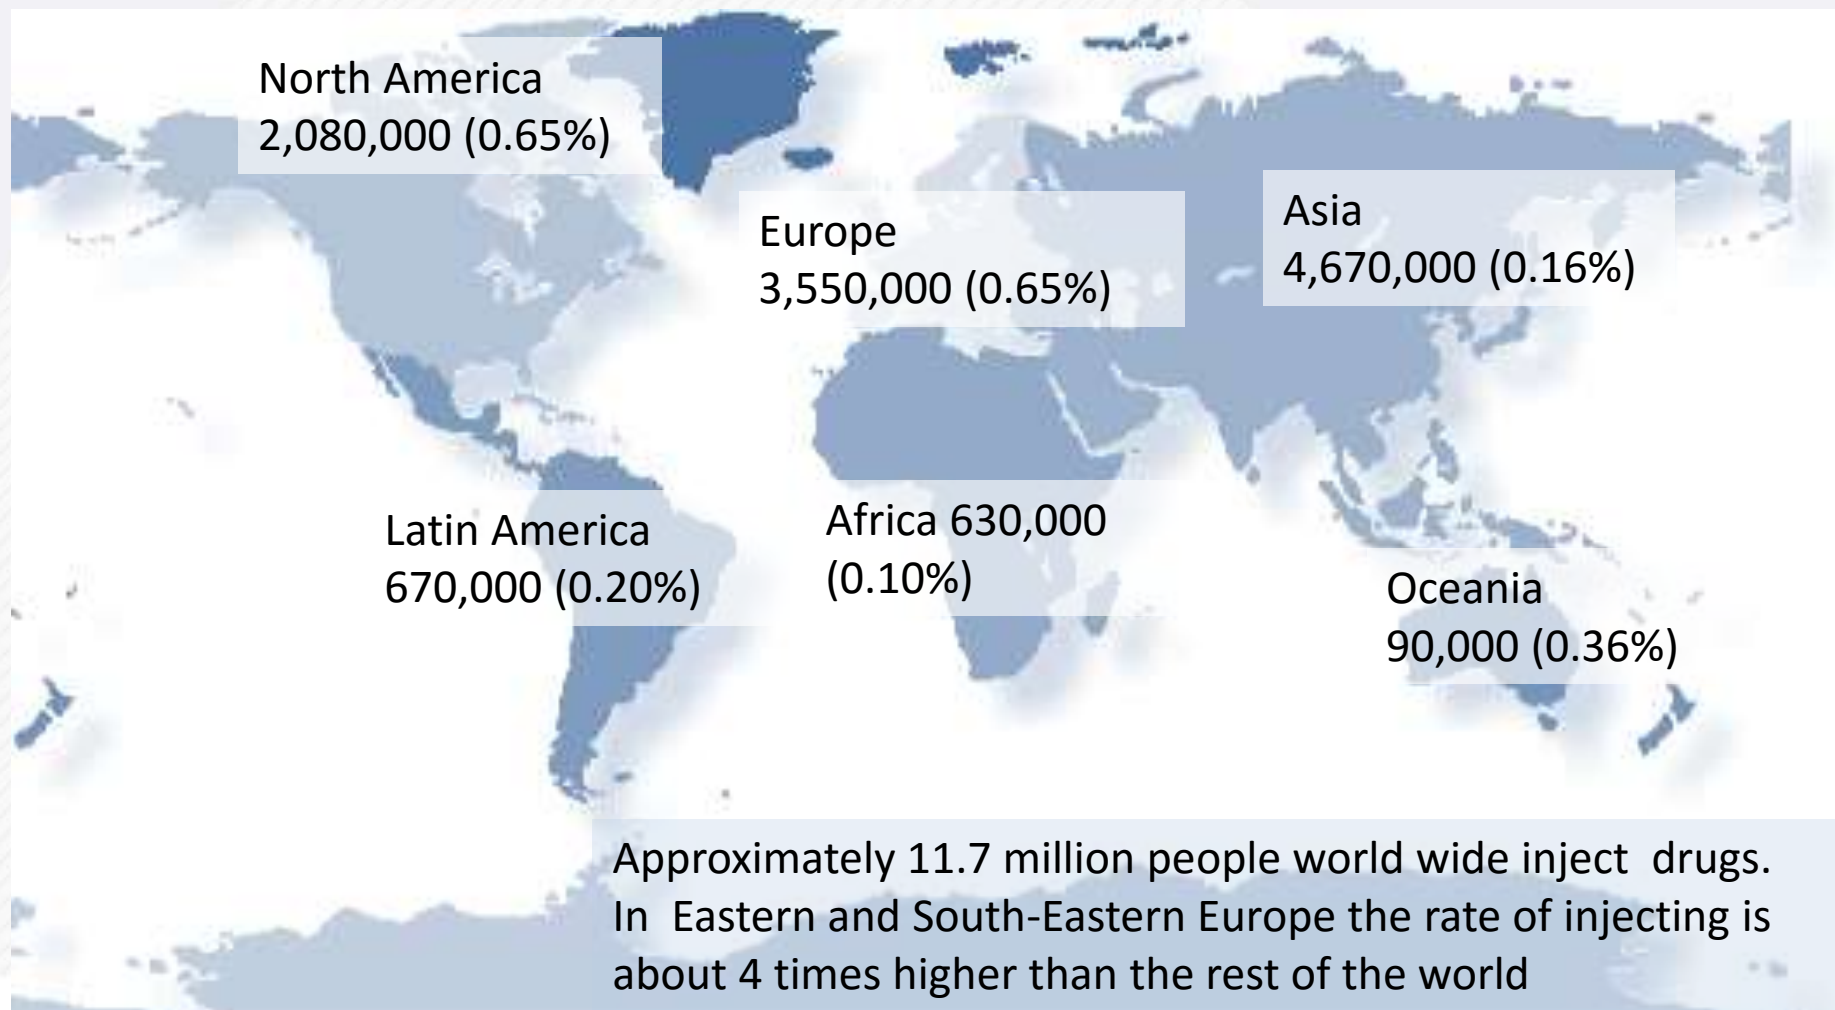 North America
2,080,000 (0.65%)
Europe
3,550,000 (0.65%)
Asia
4,670,000 (0.16%)
Latin America
670,000 (0.20%)
Africa 630,000
(0.10%)
Oceania
90,000 (0.36%)
Approximately 11.7 million people world wide inject  drugs.
In  Eastern and South-Eastern Europe the rate of injecting is
about 4 times higher than the rest of the world